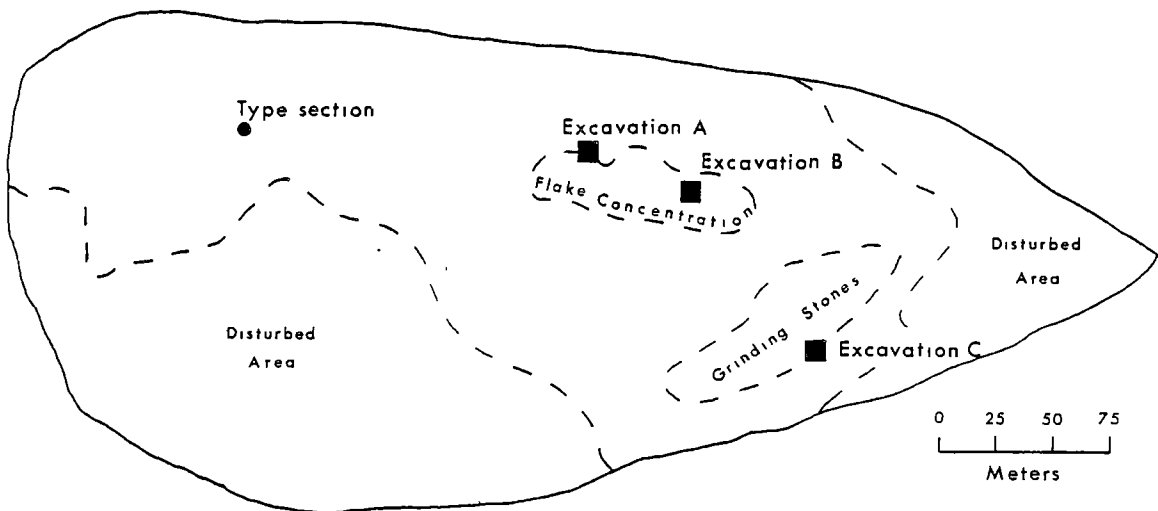 Type section
Excavation A
Excavation B
Flake Concentration
Disturbed
Area
Grinding Stones
Disturbed
Area
Excavation C
0 25 50 75
Meters